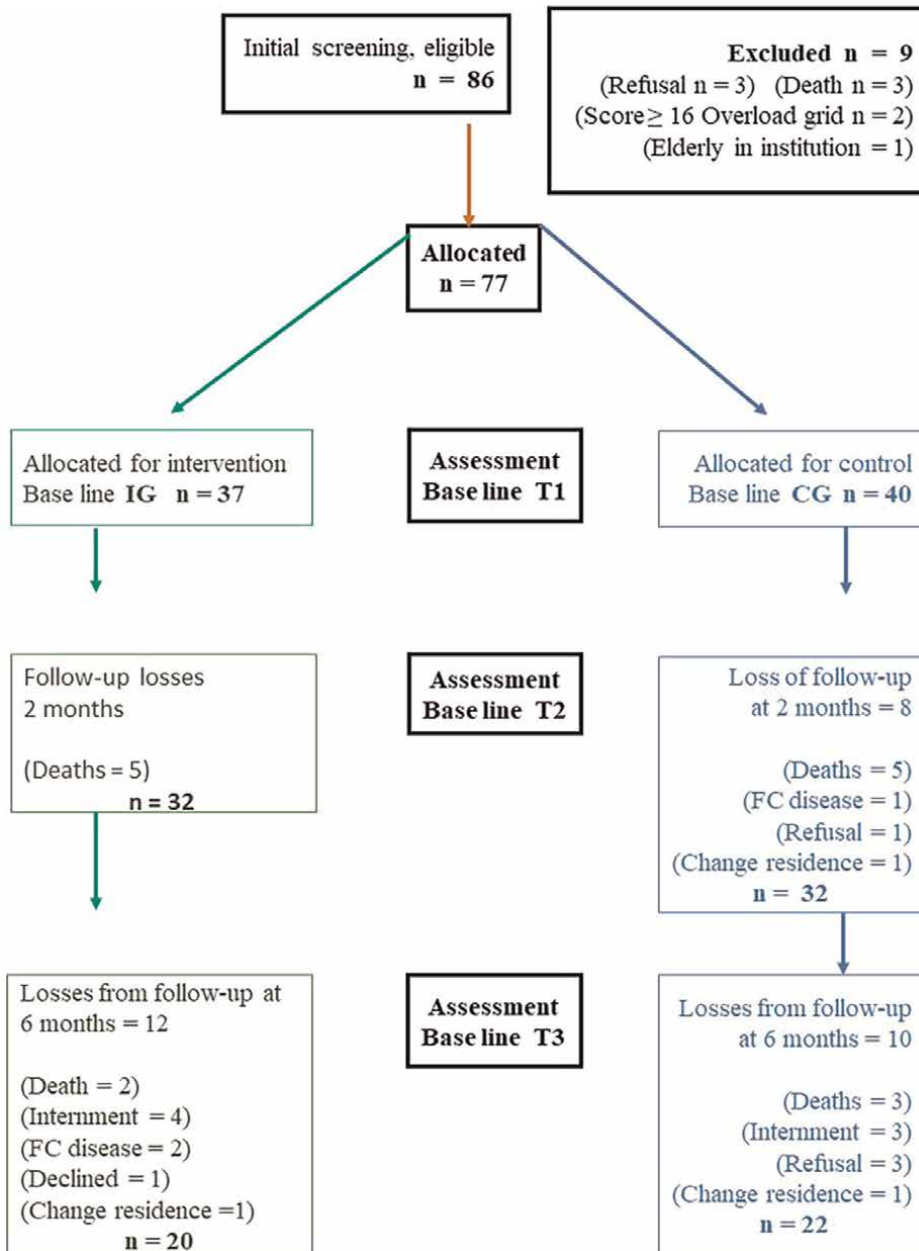 Initial screening, eligible
n = 86
Excluded n = 9
(Refusal n = 3) (Death n = 3)
(Score ≥ 16 Overload grid n = 2)
(Elderly in institution = 1)
Allocated
n = 77
Allocated for intervention
Base line IG n = 37
Assessment
Base line T1
Allocated for control
Base line CG n = 40
Follow-up losses
2 months
(Deaths = 5)
n = 32
Assessment
Base line T2
Loss of follow-up
at 2 months = 8
(Deaths = 5)
(FC disease = 1)
(Refusal = 1)
(Change residence = 1)
n = 32
Losses from follow-up at
6 months = 12
(Death = 2)
(Internment = 4)
(FC disease = 2)
(Declined = 1)
(Change residence =1)
n = 20
Assessment
Base line T3
Losses from follow-up
at 6 months = 10
(Deaths = 3)
(Internment = 3)
(Refusal = 3)
(Change residence = 1)
n = 22